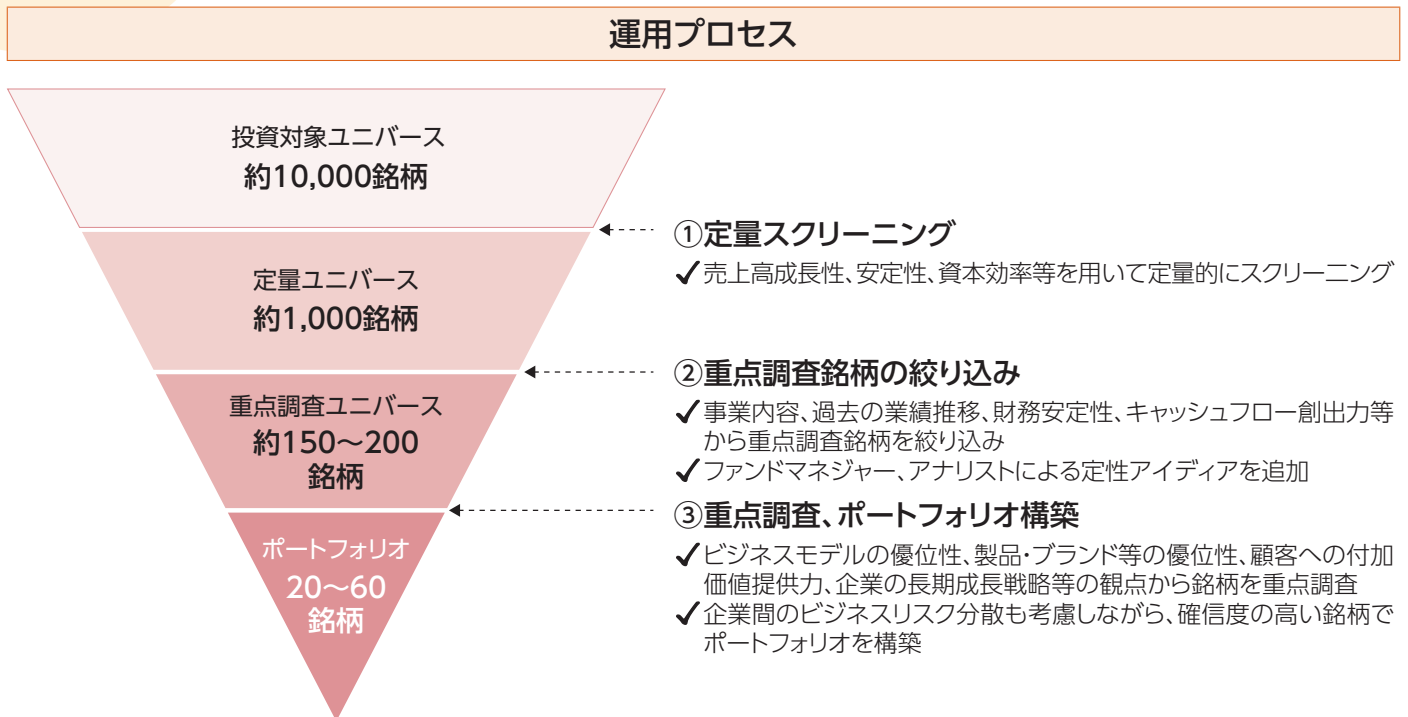 運用プロセス
投資対象ユニバース
約10,000銘柄
①定量スクリーニング
✓売上高成長性、安定性、資本効率等を用いて定量的にスクリーニング
定量ユニバース
約1,000銘柄
②重点調査銘柄の絞り込み
✓事業内容、過去の業績推移、財務安定性、キャッシュフロー創出力等
から重点調査銘柄を絞り込み
✓ファンドマネジャー、アナリストによる定性アイディアを追加
重点調査ユニバース
約150～200
銘柄
③重点調査、ポートフォリオ構築
✓ビジネスモデルの優位性、製品・ブランド等の優位性、顧客への付加
価値提供力、企業の長期成長戦略等の観点から銘柄を重点調査
✓企業間のビジネスリスク分散も考慮しながら、確信度の高い銘柄で
ポートフォリオを構築
ポートフォリオ
20～60
銘柄